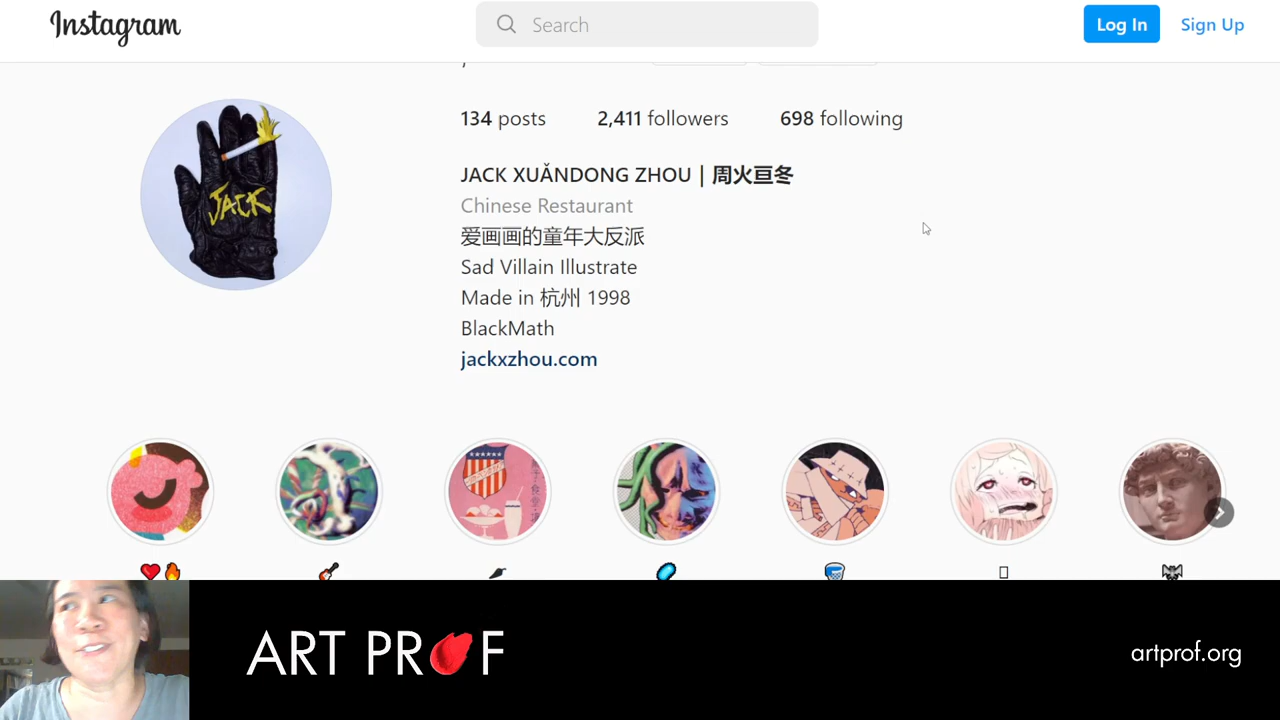 Instagram
Search
Log In
Sign Up
134 posts
2,411 followers
698 following
JACK XUǍNDONG ZHOU | 周火亘冬
Chinese Restaurant
爱画画的童年大反派
Sad Villain Illustrate
Made in 杭州 1998
BlackMath
jackxzhou.com
JACK
ART PROF
artprof.org